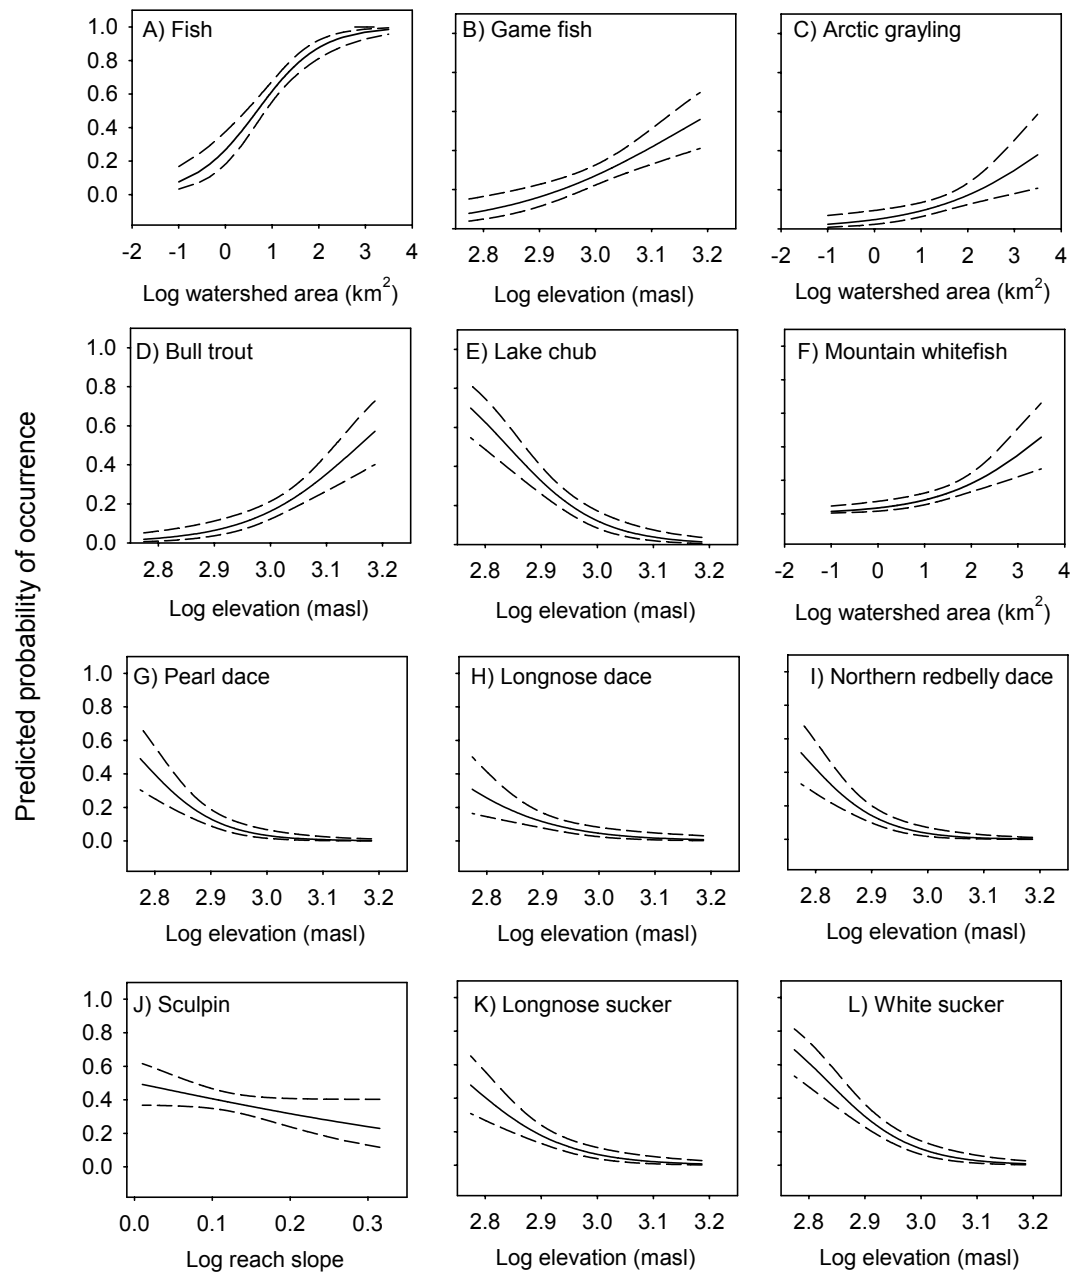 A) Fish
B) Game fish
C) Arctic grayling
1.0
0.8
0.6
0.4
0.2
0.0
-2 -1 0 1 2 3 4
2.8 2.9 3.0 3.1 3.2
-2 -1 0 1 2 3 4
Log watershed area (km²)
Log elevation (masl)
Log watershed area (km²)
D) Bull trout
E) Lake chub
F) Mountain whitefish
1.0
0.8
0.6
0.4
0.2
0.0
2.8 2.9 3.0 3.1 3.2
2.8 2.9 3.0 3.1 3.2
-2 -1 0 1 2 3 4
Log elevation (masl)
Log elevation (masl)
Log watershed area (km²)
Predicted probability of occurrence
G) Pearl dace
H) Longnose dace
I) Northern redbelly dace
1.0
0.8
0.6
0.4
0.2
0.0
2.8 2.9 3.0 3.1 3.2
2.8 2.9 3.0 3.1 3.2
2.8 2.9 3.0 3.1 3.2
Log elevation (masl)
Log elevation (masl)
Log elevation (masl)
J) Sculpin
K) Longnose sucker
L) White sucker
1.0
0.8
0.6
0.4
0.2
0.0
0.0 0.1 0.2 0.3
2.8 2.9 3.0 3.1 3.2
2.8 2.9 3.0 3.1 3.2
Log reach slope
Log elevation (masl)
Log elevation (masl)